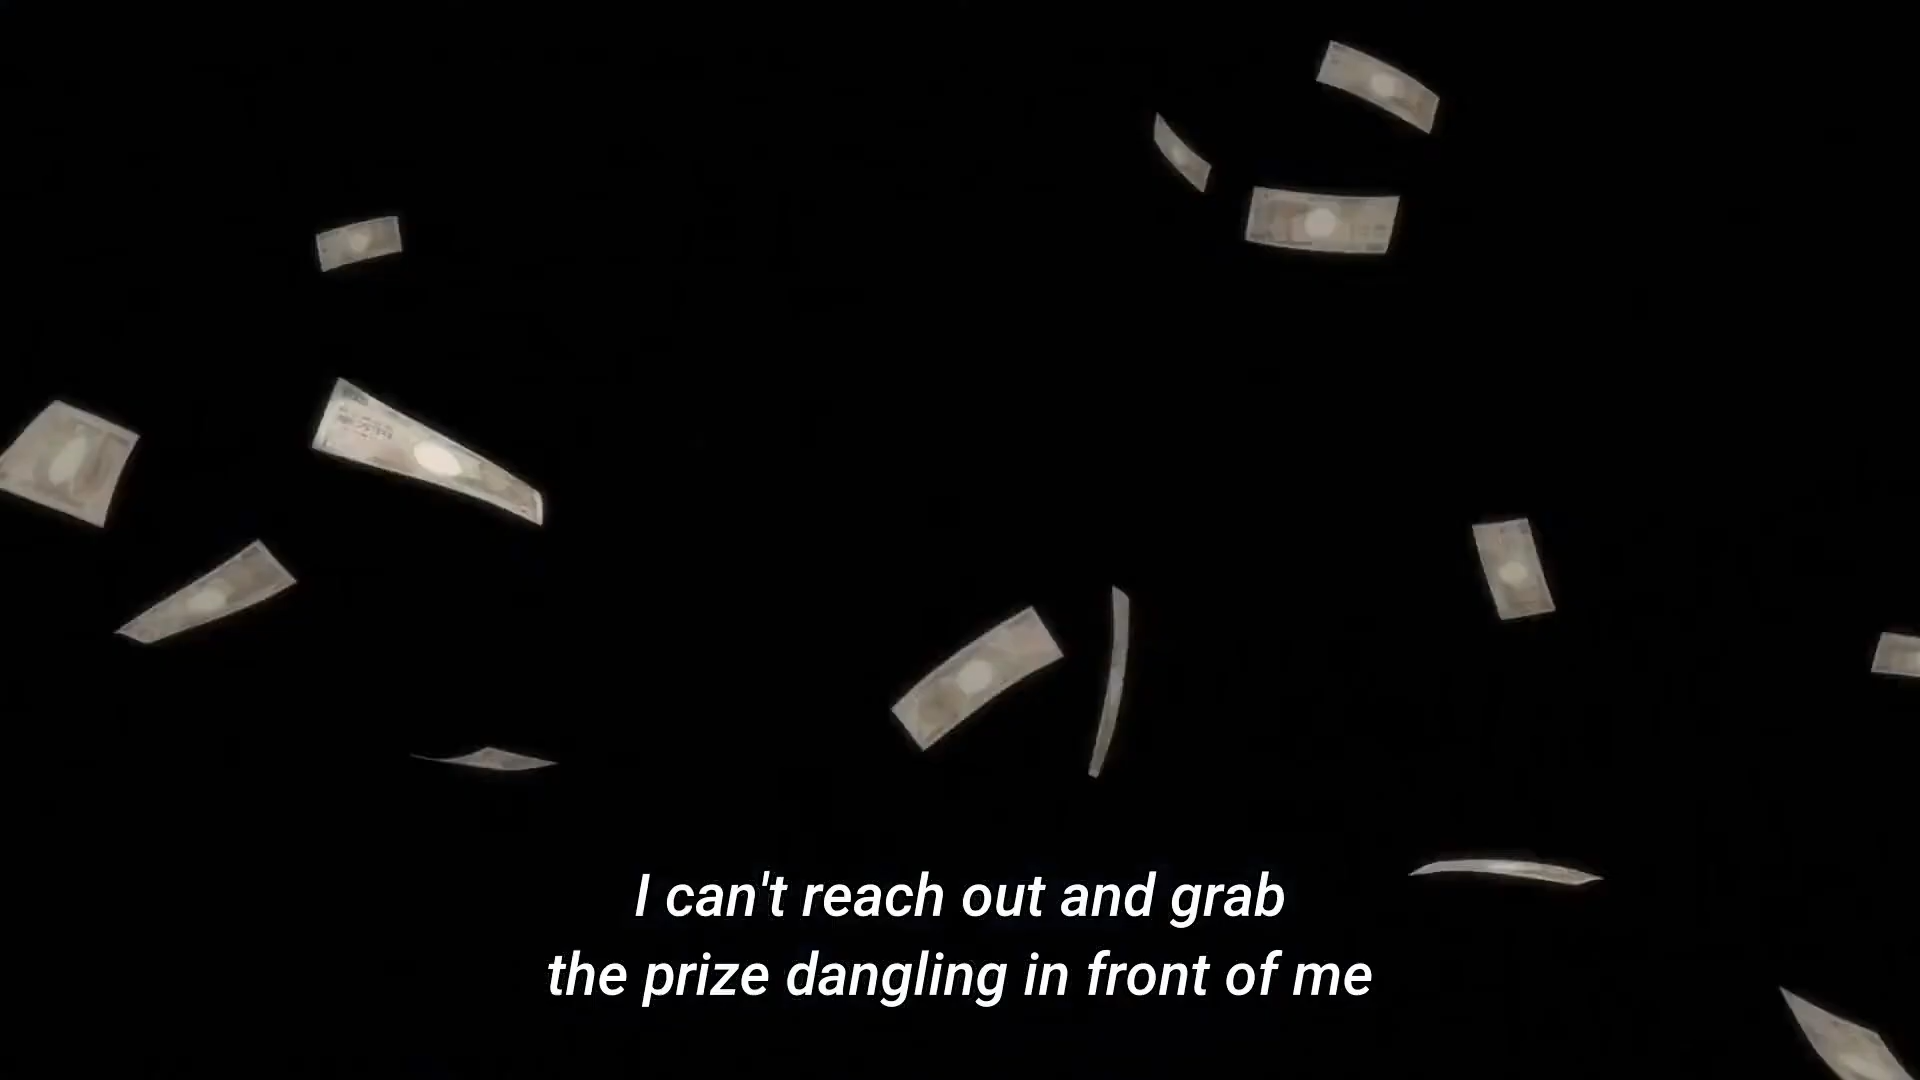 I can't reach out and grab
the prize dangling in front of me